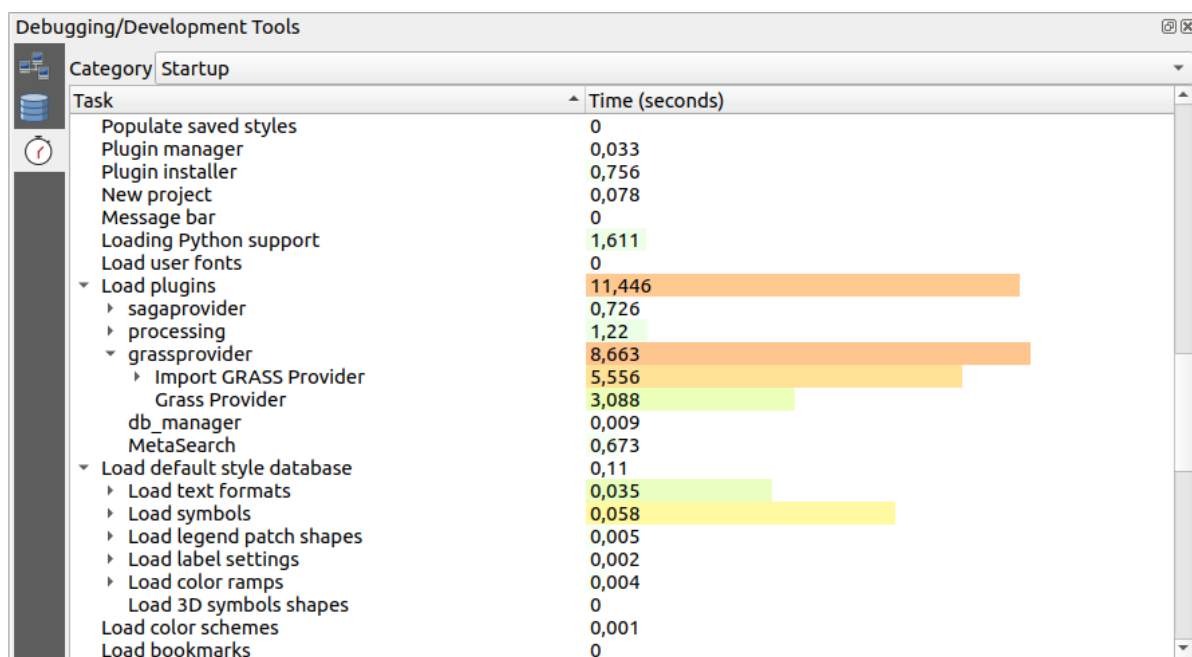 Debugging/Development Tools
Category Startup
Task Time (seconds)
Populate saved styles 0
Plugin manager 0,033
Plugin installer 0,756
New project 0,078
Message bar 0
Loading Python support 1,611
Load user fonts 0
Load plugins 11,446
sagaprovider 0,726
processing 1,22
grassprovider 8,663
Import GRASS Provider 5,556
Grass Provider 3,088
db_manager 0,009
MetaSearch 0,673
Load default style database 0,11
Load text formats 0,035
Load symbols 0,058
Load legend patch shapes 0,005
Load label settings 0,002
Load color ramps 0,004
Load 3D symbols shapes 0
Load color schemes 0,001
Load bookmarks 0